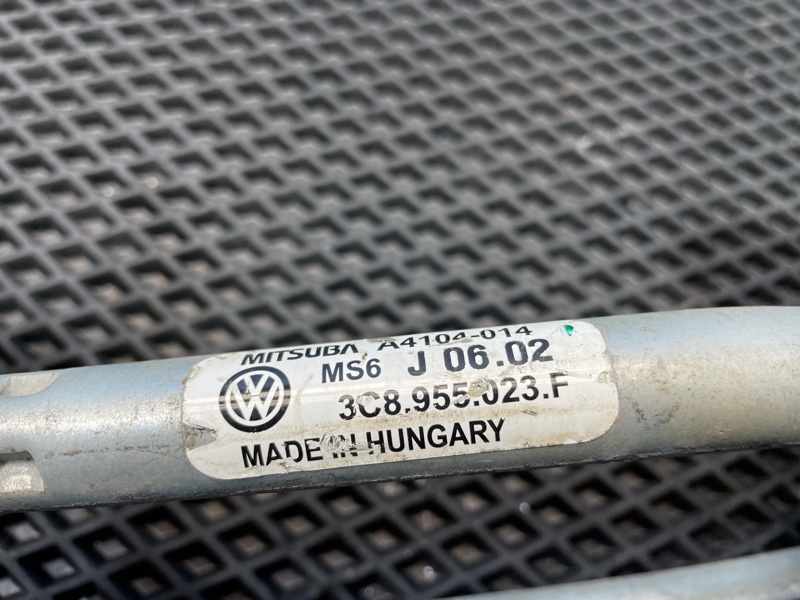 MITSUBA A4104-014
MS6 J 06.02
3C8.955.023.F
MADE IN HUNGARY